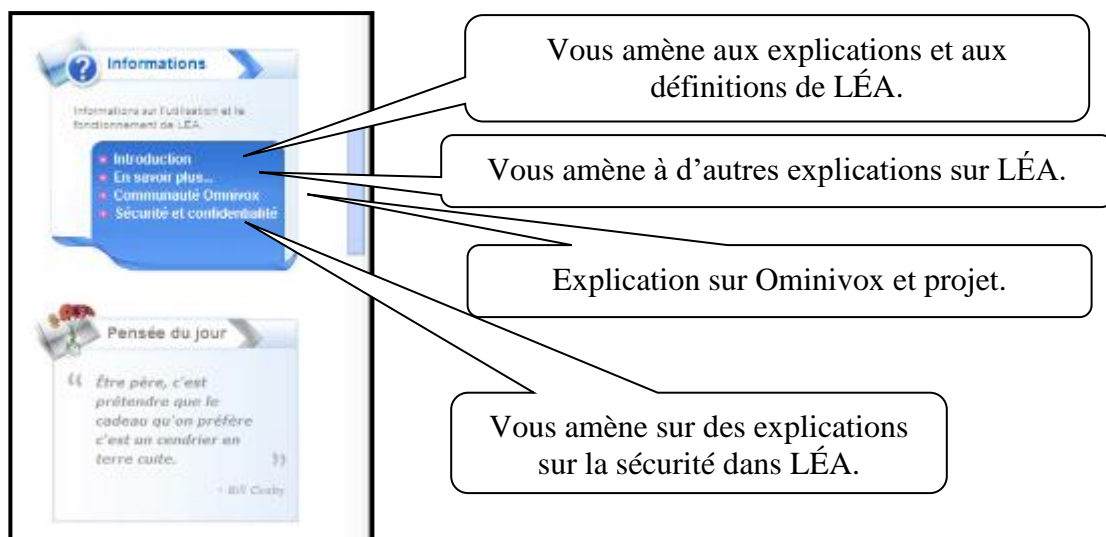 Informations
Informations sur l'utilisation et le
fonctionnement de LÉA.
Introduction
En savoir plus...
Communauté Omnivox
Sécurité et confidentialité
Pensée du jour
“ Être père, c'est
prétendre que le
cadeau qu'on préfère
c'est un cendrier en
terre cuite. ”
- Bill Cosby
Vous amène aux explications et aux
définitions de LÉA.
Vous amène à d’autres explications sur LÉA.
Explication sur Ominivox et projet.
Vous amène sur des explications
sur la sécurité dans LÉA.